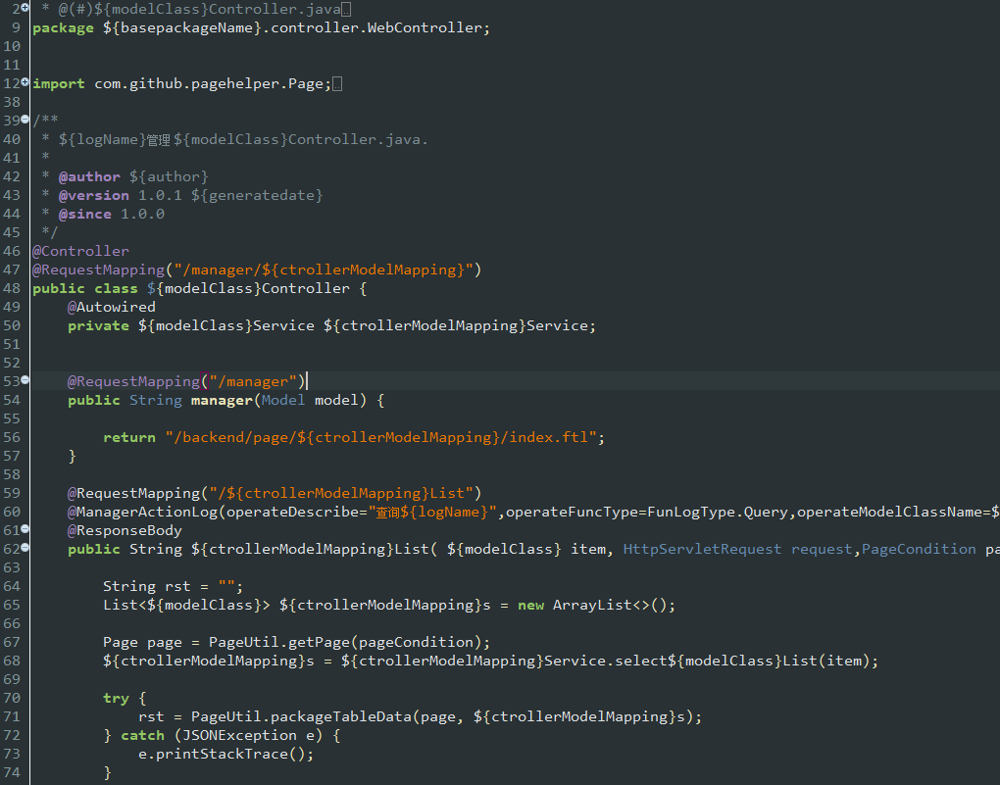 2 * @(#)${modelClass}Controller.java
9 package ${basepackageName}.controller.WebController;
10
11
12 import com.github.pagehelper.Page;
38
39 /**
40 * ${logName}管理 ${modelClass}Controller.java.
41 *
42 * @author ${author}
43 * @version 1.0.1 ${generatedate}
44 * @since 1.0.0
45 */
46 @Controller
47 @RequestMapping("/manager/${ctrollerModelMapping}")
48 public class ${modelClass}Controller {
49 @Autowired
50 private ${modelClass}Service ${ctrollerModelMapping}Service;
51
52
53 @RequestMapping("/manager")
54 public String manager(Model model) {
55
56 return "/backend/page/${ctrollerModelMapping}/index.ftl";
57 }
58
59 @RequestMapping("/${ctrollerModelMapping}List")
60 @ManagerActionLog(operateDescribe="查询${logName}",operateFuncType=FunLogType.Query,operateModelClassName=$
61 @ResponseBody
62 public String ${ctrollerModelMapping}List( ${modelClass} item, HttpServletRequest request,PageCondition pa
63
64 String rst = "";
65 List<${modelClass}> ${ctrollerModelMapping}s = new ArrayList<>();
66
67 Page page = PageUtil.getPage(pageCondition);
68 ${ctrollerModelMapping}s = ${ctrollerModelMapping}Service.select${modelClass}List(item);
69
70 try {
71 rst = PageUtil.packageTableData(page, ${ctrollerModelMapping}s);
72 } catch (JSONException e) {
73 e.printStackTrace();
74 }